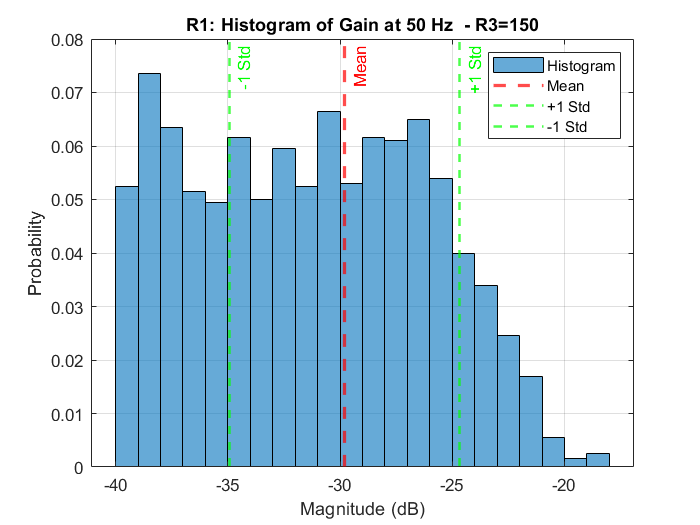 R1: Histogram of Gain at 50 Hz  - R3=150
0.08
0.07
0.06
0.05
0.04
0.03
0.02
0.01
0
Probability
-1 Std
Mean
+1 Std
Histogram
Mean
+1 Std
-1 Std
-40
-35
-30
-25
-20
Magnitude (dB)